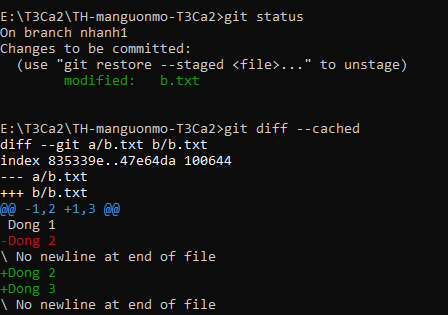 E:\T3Ca2\TH-manguonmo-T3Ca2>git status
On branch nhanh1
Changes to be committed:
  (use "git restore --staged <file>..." to unstage)
        modified:   b.txt
E:\T3Ca2\TH-manguonmo-T3Ca2>git diff --cached
diff --git a/b.txt b/b.txt
index 835339e..47e64da 100644
--- a/b.txt
+++ b/b.txt
@@ -1,2 +1,3 @@
 Dong 1
-Dong 2
\ No newline at end of file
+Dong 2
+Dong 3
\ No newline at end of file